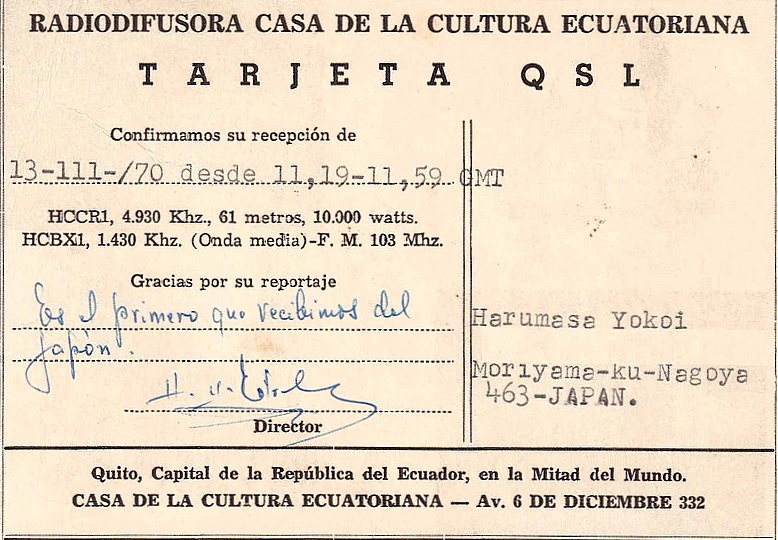 RADIODIFUSORA CASA DE LA CULTURA ECUATORIANA
TARJETA QSL
Confirmamos su recepción de
13-111-/70 desde 11,19-11,59 GMT
HCCR1, 4.930 Khz., 61 metros, 10.000 watts.
HCBX1, 1.430 Khz. (Onda media)-F. M. 103 Mhz.
Gracias por su reportaje
Es el primero que recibimos del
Japón.
Director
Harumasa Yokoi
Moriyama-ku-Nagoya
463-JAPAN.
Quito, Capital de la República del Ecuador, en la Mitad del Mundo.
CASA DE LA CULTURA ECUATORIANA — Av. 6 DE DICIEMBRE 332